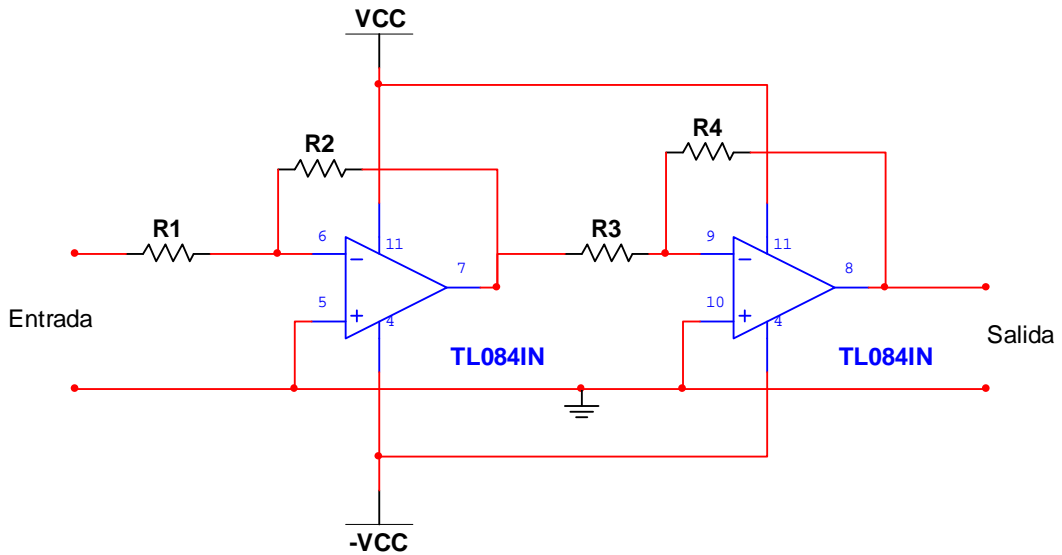 VCC
R4
R2
R1
R3
6
11
7
9
11
8
5
4
10
4
Entrada
Salida
TL084IN
TL084IN
-VCC